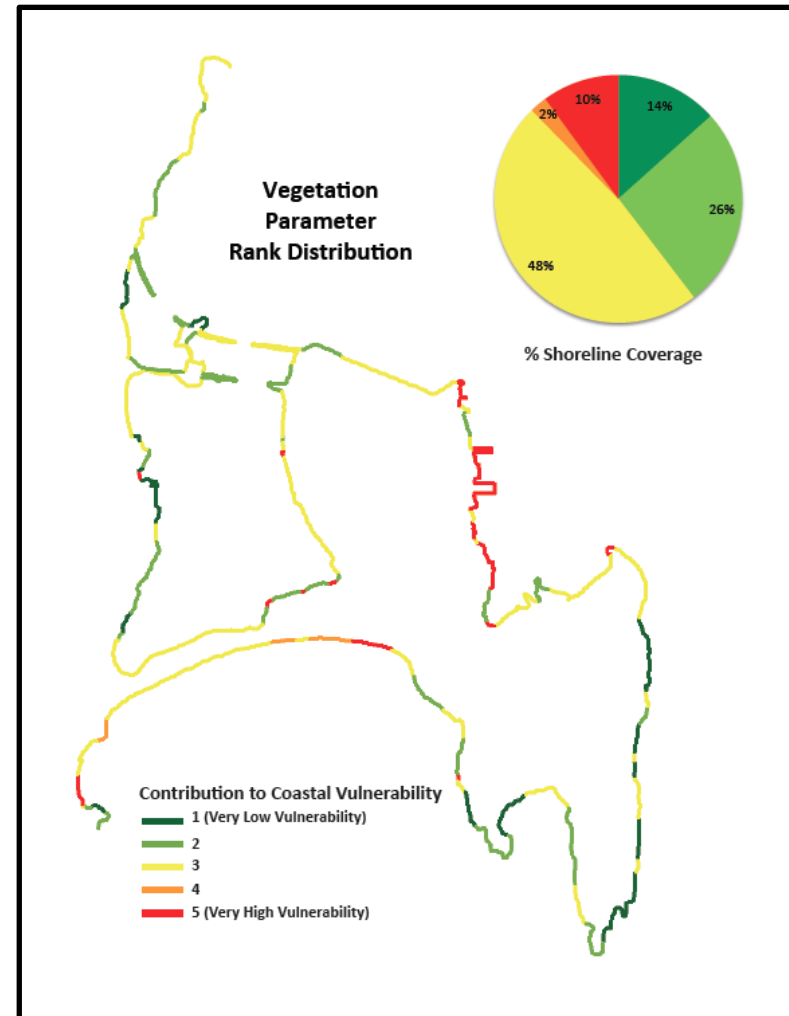 Vegetation
Parameter
Rank Distribution
10%
14%
2%
26%
48%
% Shoreline Coverage
Contribution to Coastal Vulnerability
1 (Very Low Vulnerability)
2
3
4
5 (Very High Vulnerability)